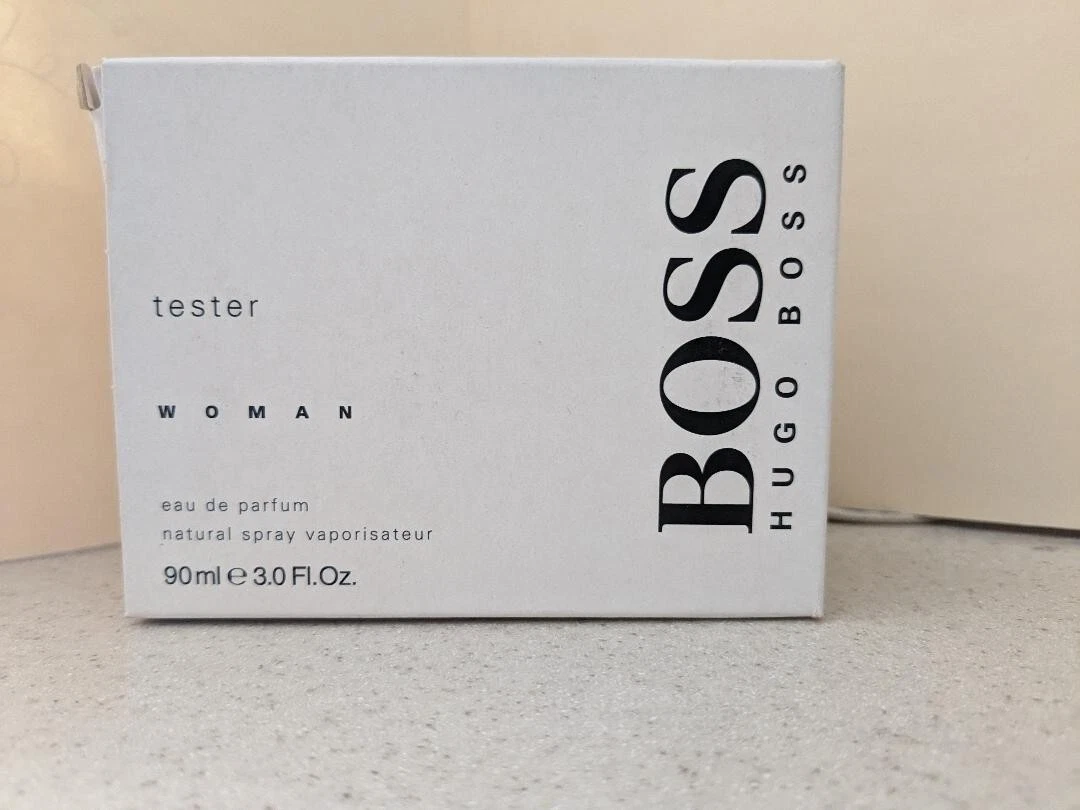 tester
WOMAN
eau de parfum
natural spray vaporisateur
90ml ℮ 3.0 Fl.Oz.
BOSS
HUGO BOSS